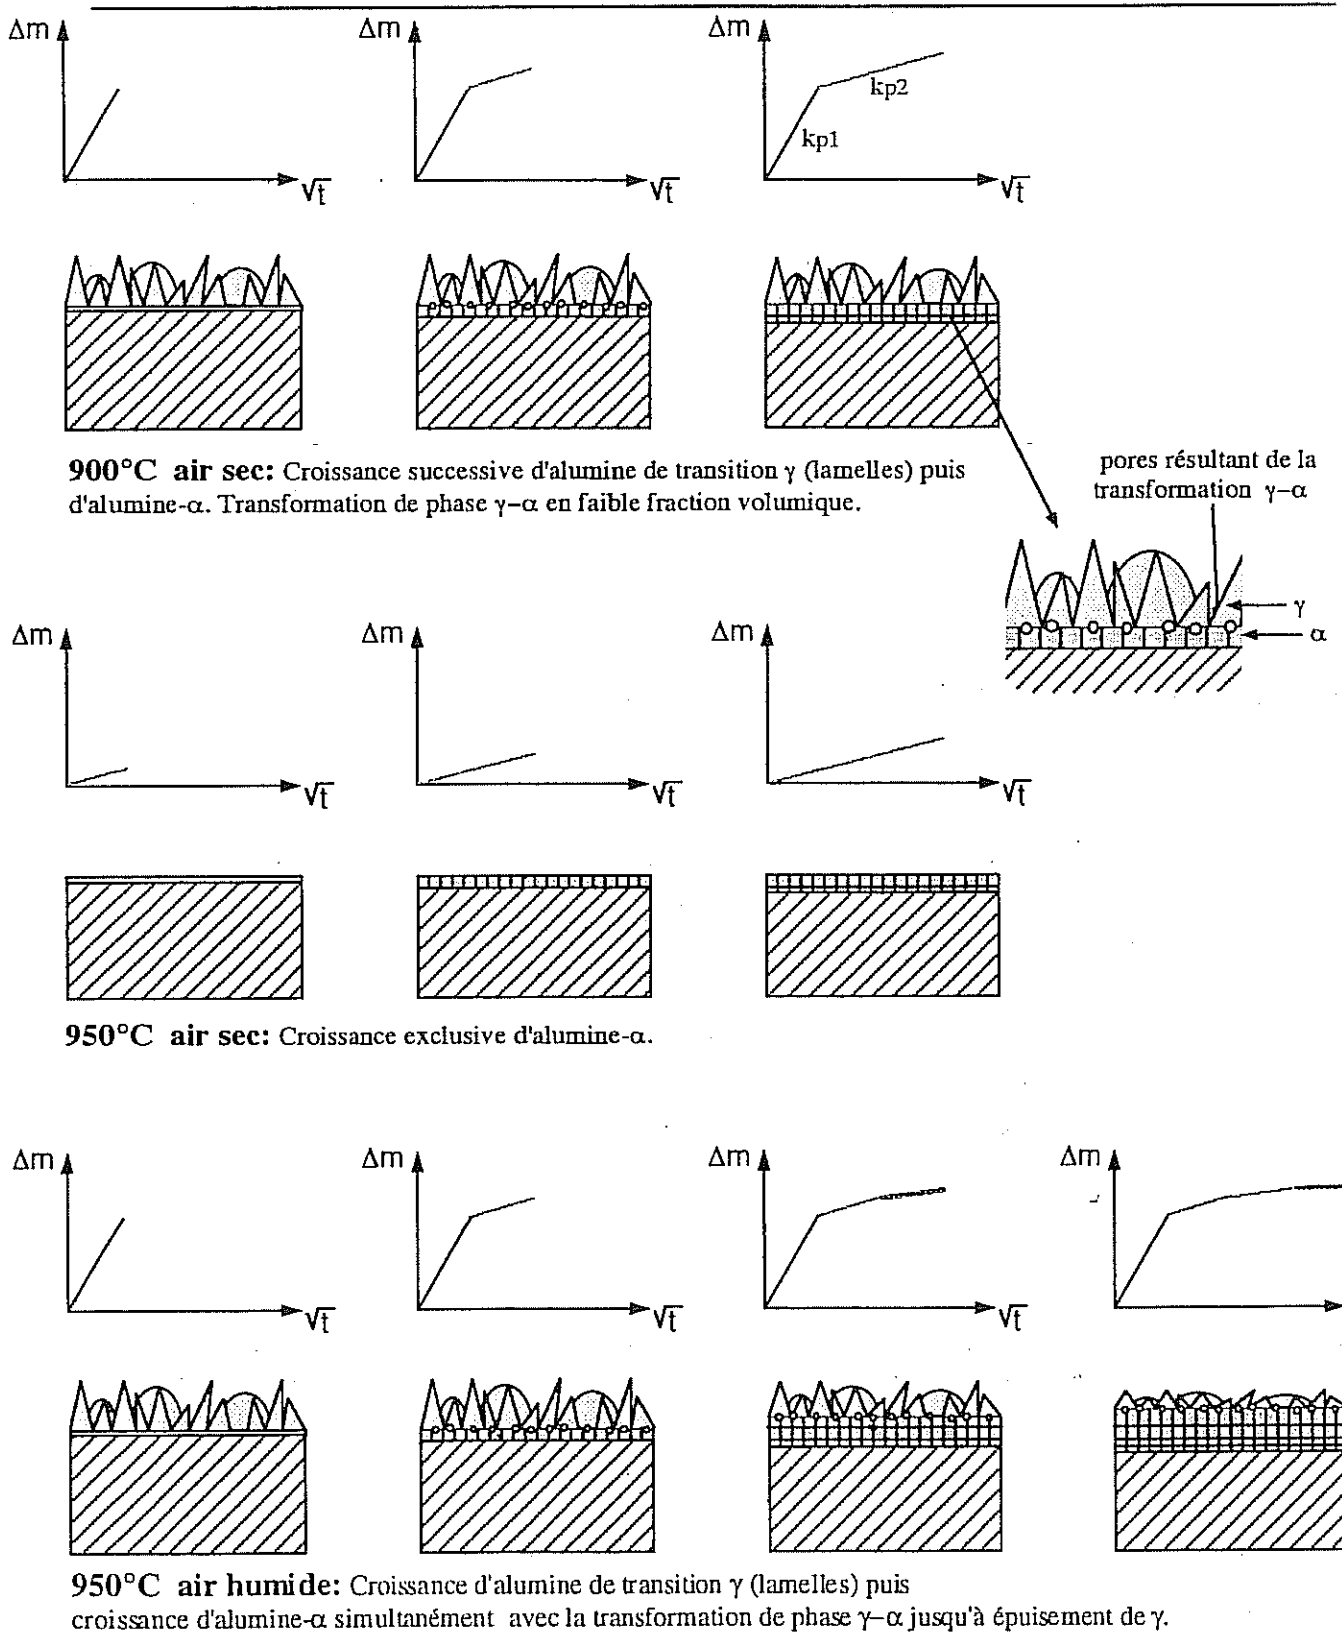 Δm Δm Δm
kp2
kp1
√t √t √t
900°C air sec: Croissance successive d'alumine de transition γ (lamelles) puis
d'alumine-α. Transformation de phase γ–α en faible fraction volumique.
pores résultant de la
transformation γ–α
γ
α
Δm Δm Δm
√t √t √t
950°C air sec: Croissance exclusive d'alumine-α.
Δm Δm Δm Δm
√t √t √t
950°C air humide: Croissance d'alumine de transition γ (lamelles) puis
croissance d'alumine-α simultanément avec la transformation de phase γ–α jusqu'à épuisement de γ.